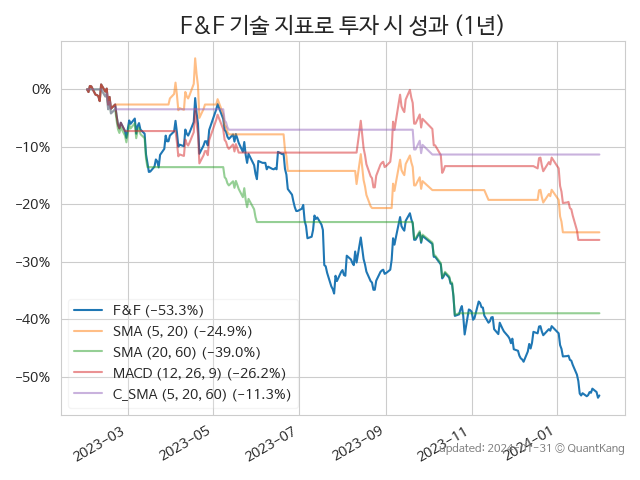 F&F 기술 지표로 투자 시 성과 (1년)
0%
−10%
−20%
−30%
−40%
−50%
F&F (−53.3%)
SMA (5, 20) (−24.9%)
SMA (20, 60) (−39.0%)
MACD (12, 26, 9) (−26.2%)
C_SMA (5, 20, 60) (−11.3%)
2023−03
2023−05
2023−07
2023−09
2023−11
2024−01
updated: 2024−01−31 © QuantKang